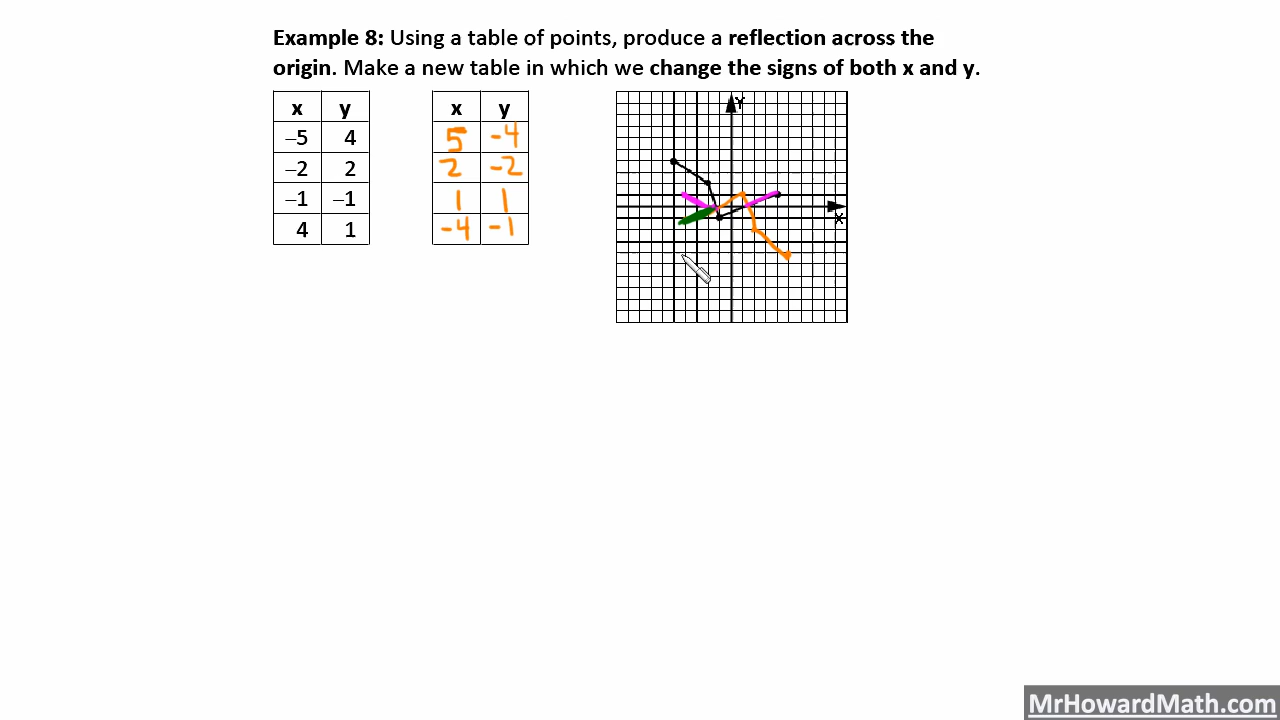 Example 8: Using a table of points, produce a reflection across the
origin. Make a new table in which we change the signs of both x and y.
x y
–5 4
–2 2
–1 –1
4 1
x y
5 -4
2 -2
1 1
-4 -1
Y
X
MrHowardMath.com